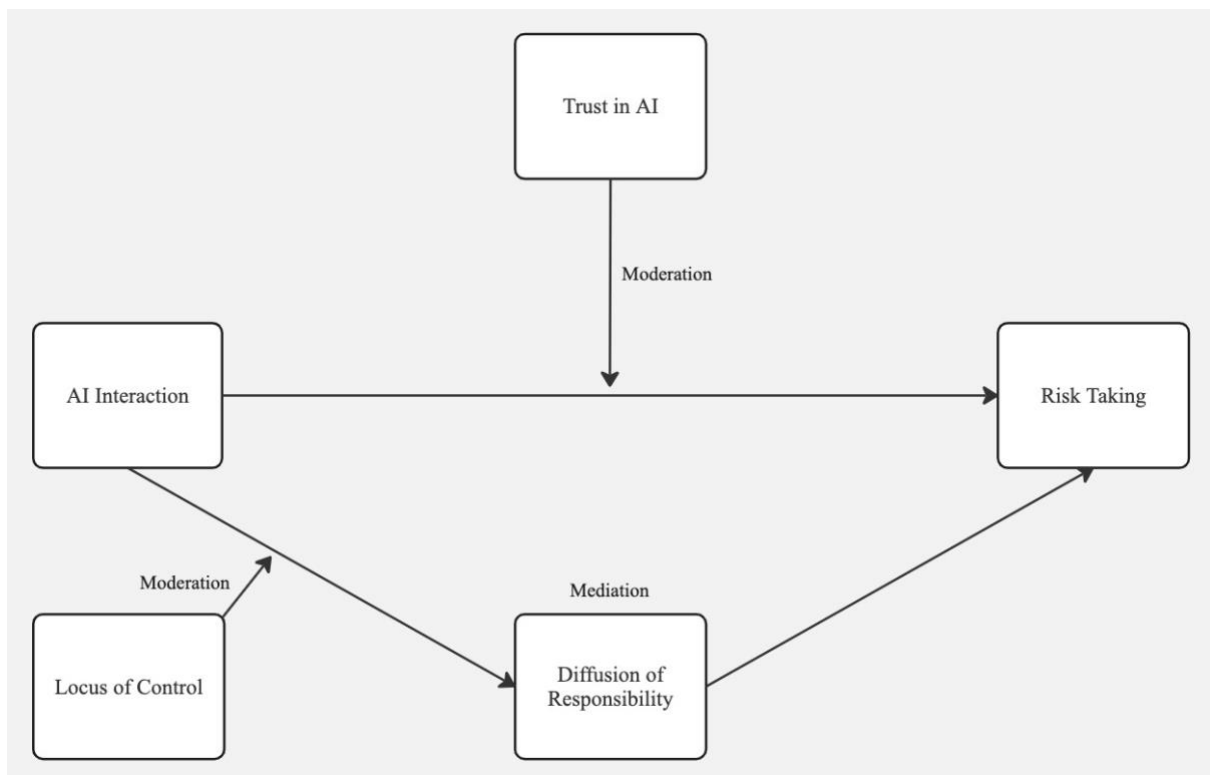 Trust in AI
Moderation
AI Interaction
Risk Taking
Moderation
Mediation
Locus of Control
Diffusion of
Responsibility